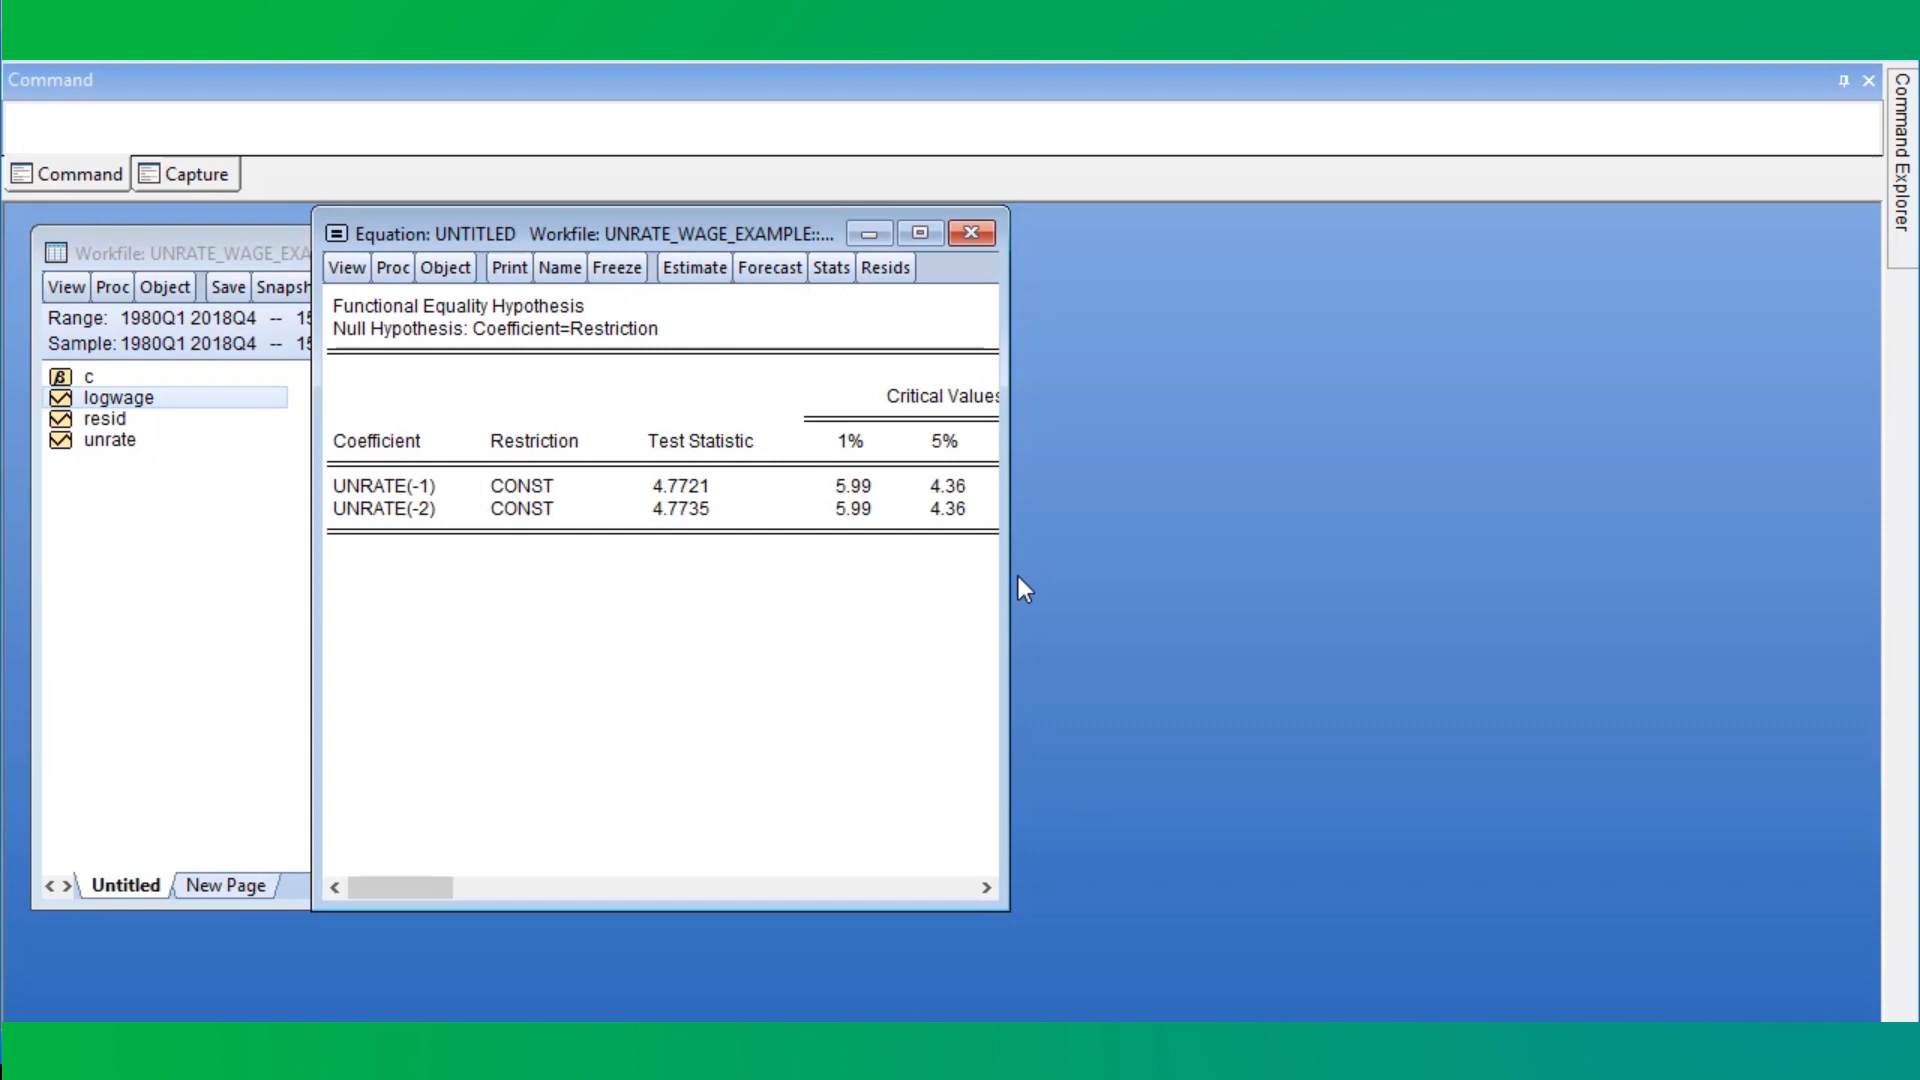 Command
Command Explorer
Command
Capture
Workfile: UNRATE_WAGE_EXA
View Proc Object Save Snapsh
Range: 1980Q1 2018Q4 -- 15
Sample: 1980Q1 2018Q4 -- 15
β c
logwage
resid
unrate
Untitled New Page
Equation: UNTITLED Workfile: UNRATE_WAGE_EXAMPLE::...
View Proc Object Print Name Freeze Estimate Forecast Stats Resids
Functional Equality Hypothesis
Null Hypothesis: Coefficient=Restriction
Critical Values
Coefficient Restriction Test Statistic 1% 5%
UNRATE(-1) CONST 4.7721 5.99 4.36
UNRATE(-2) CONST 4.7735 5.99 4.36